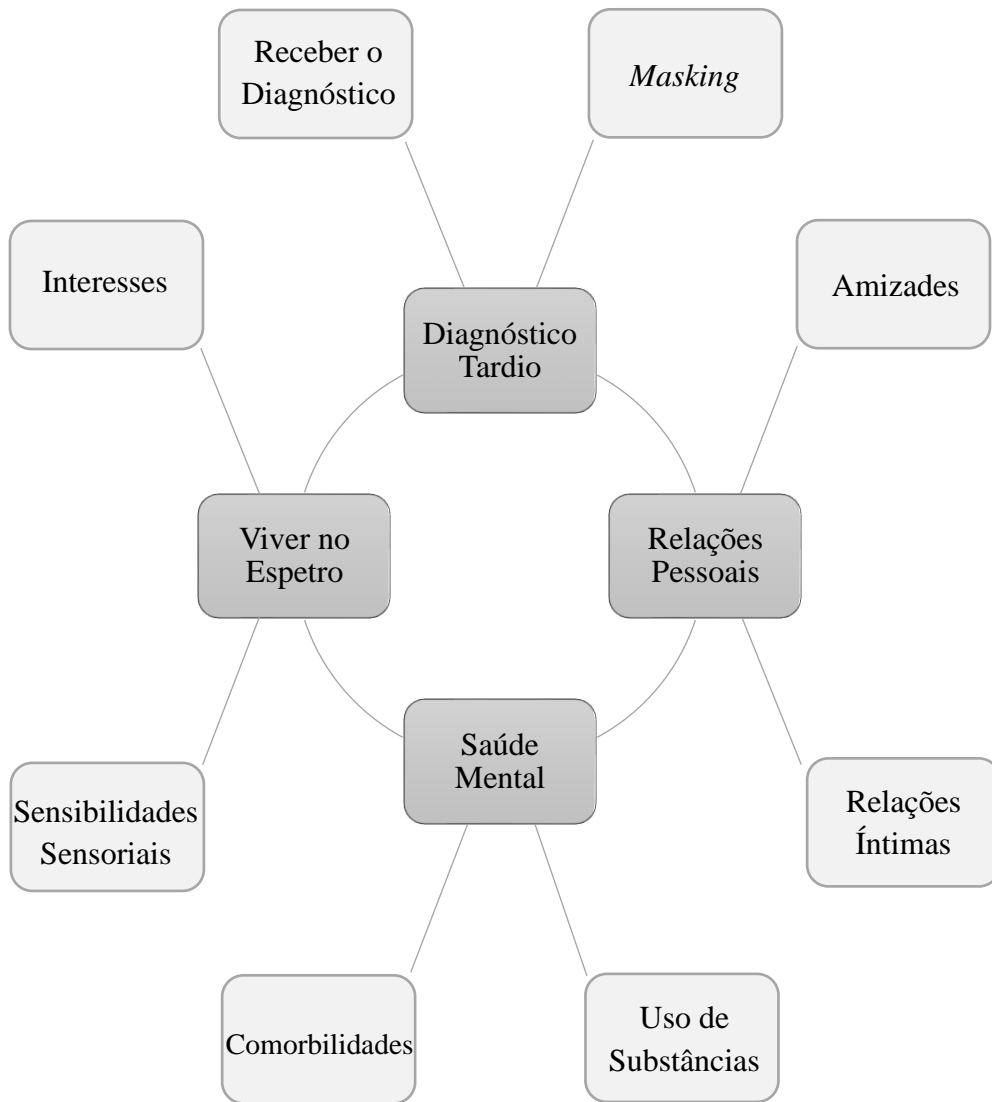 Receber o
Diagnóstico
Masking
Interesses
Amizades
Diagnóstico
Tardio
Viver no
Espetro
Relações
Pessoais
Saúde
Mental
Sensibilidades
Sensoriais
Relações
Íntimas
Comorbilidades
Uso de
Substâncias